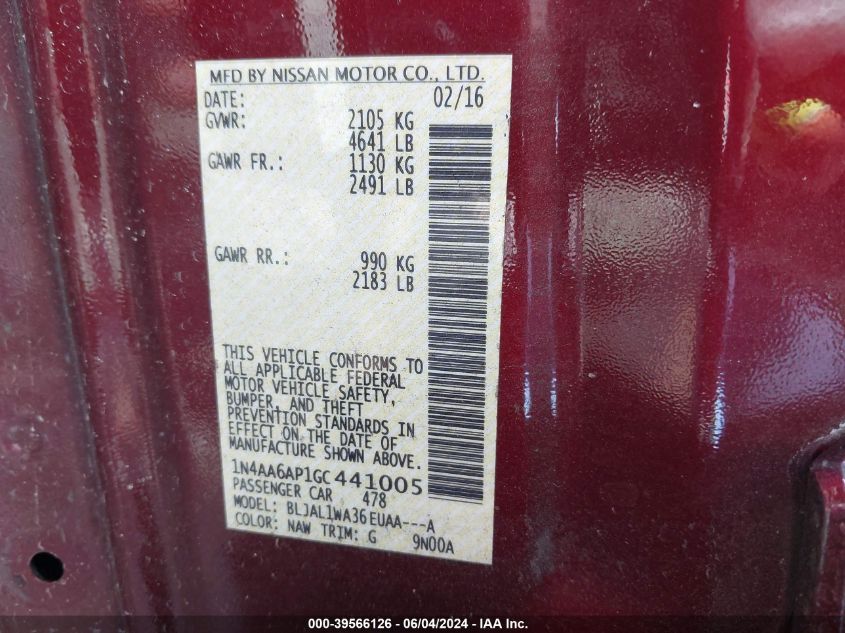 MFD BY NISSAN MOTOR CO., LTD.
DATE: 02/16
GVWR: 2105 KG
4641 LB
GAWR FR.: 1130 KG
2491 LB
GAWR RR.: 990 KG
2183 LB
THIS VEHICLE CONFORMS TO
ALL APPLICABLE FEDERAL
MOTOR VEHICLE SAFETY,
BUMPER, AND THEFT
PREVENTION STANDARDS IN
EFFECT ON THE DATE OF
MANUFACTURE SHOWN ABOVE.
1N4AA6AP1GC441005
PASSENGER CAR 478
MODEL: BLJAL1WA36EUAA---A
COLOR: NAW TRIM: G 9N00A
000-39566126 - 06/04/2024 - IAA Inc.